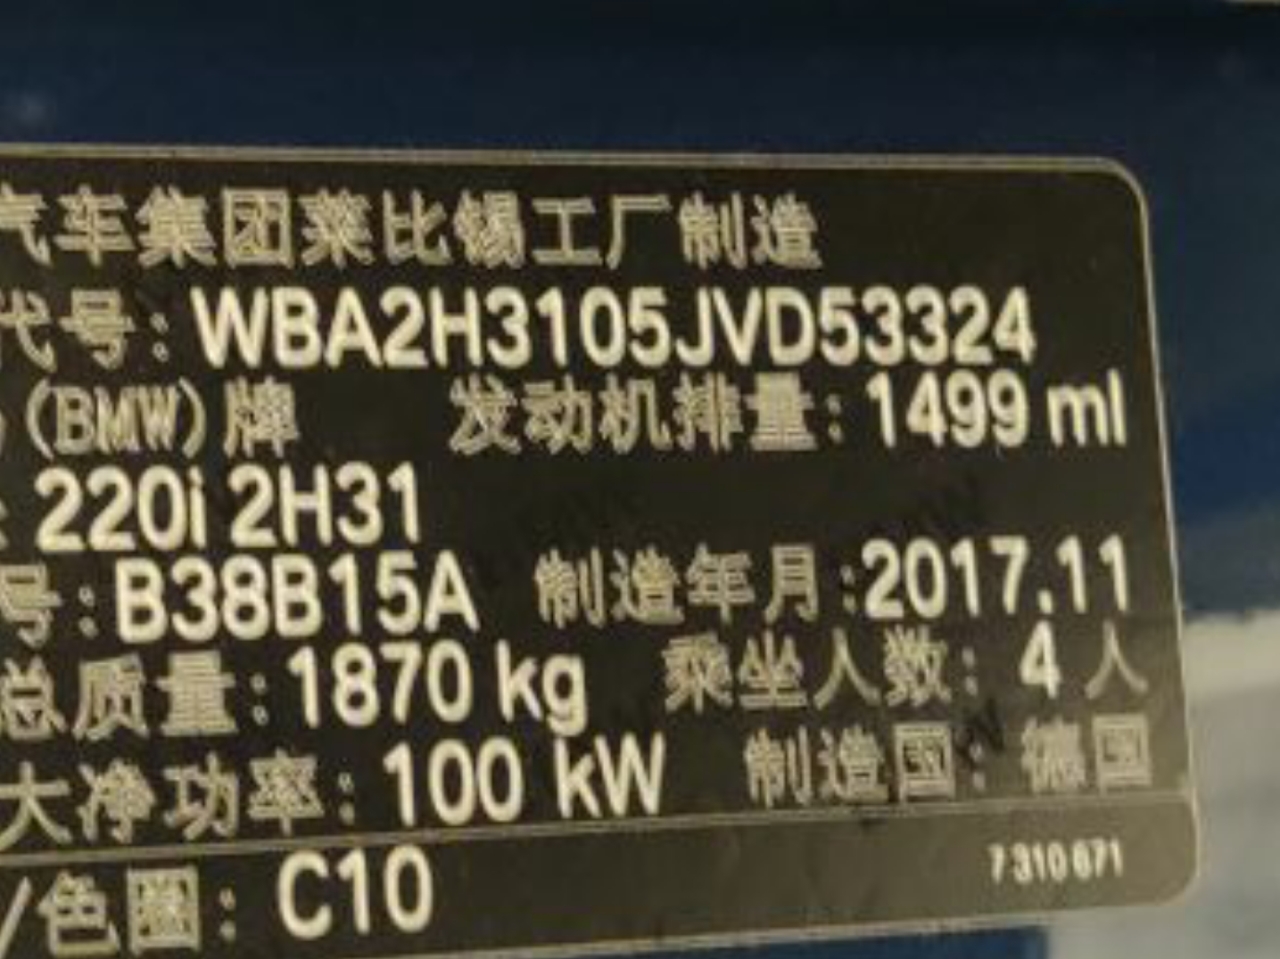 汽车集团莱比锡工厂制造
代号: WBA2H3105JVD53324
(BMW)牌 发动机排量: 1499 ml
220i 2H31
号: B38B15A 制造年月:2017.11
总质量: 1870 kg 乘坐人数: 4 人
大净功率: 100 kW 制造国: 德国
/色圈: C10 7 310 671